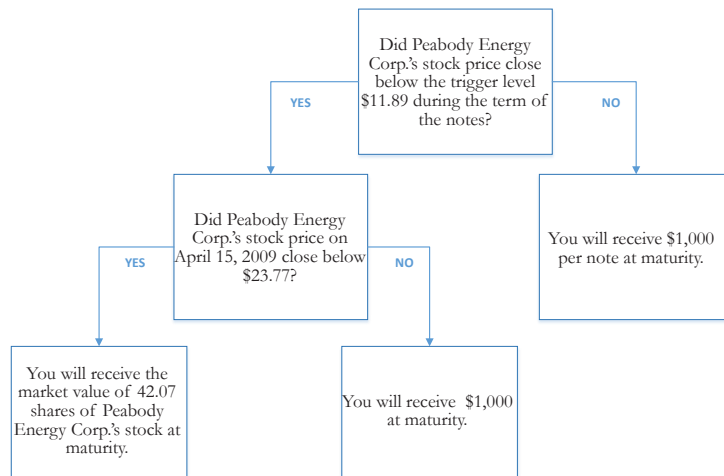 Did Peabody Energy
Corp.'s stock price close
below the trigger level
$11.89 during the term of
the notes?
YES
NO
Did Peabody Energy
Corp.'s stock price on
April 15, 2009 close below
$23.77?
You will receive $1,000
per note at maturity.
YES
NO
You will receive the
market value of 42.07
shares of Peabody
Energy Corp.'s stock at
maturity.
You will receive $1,000
at maturity.